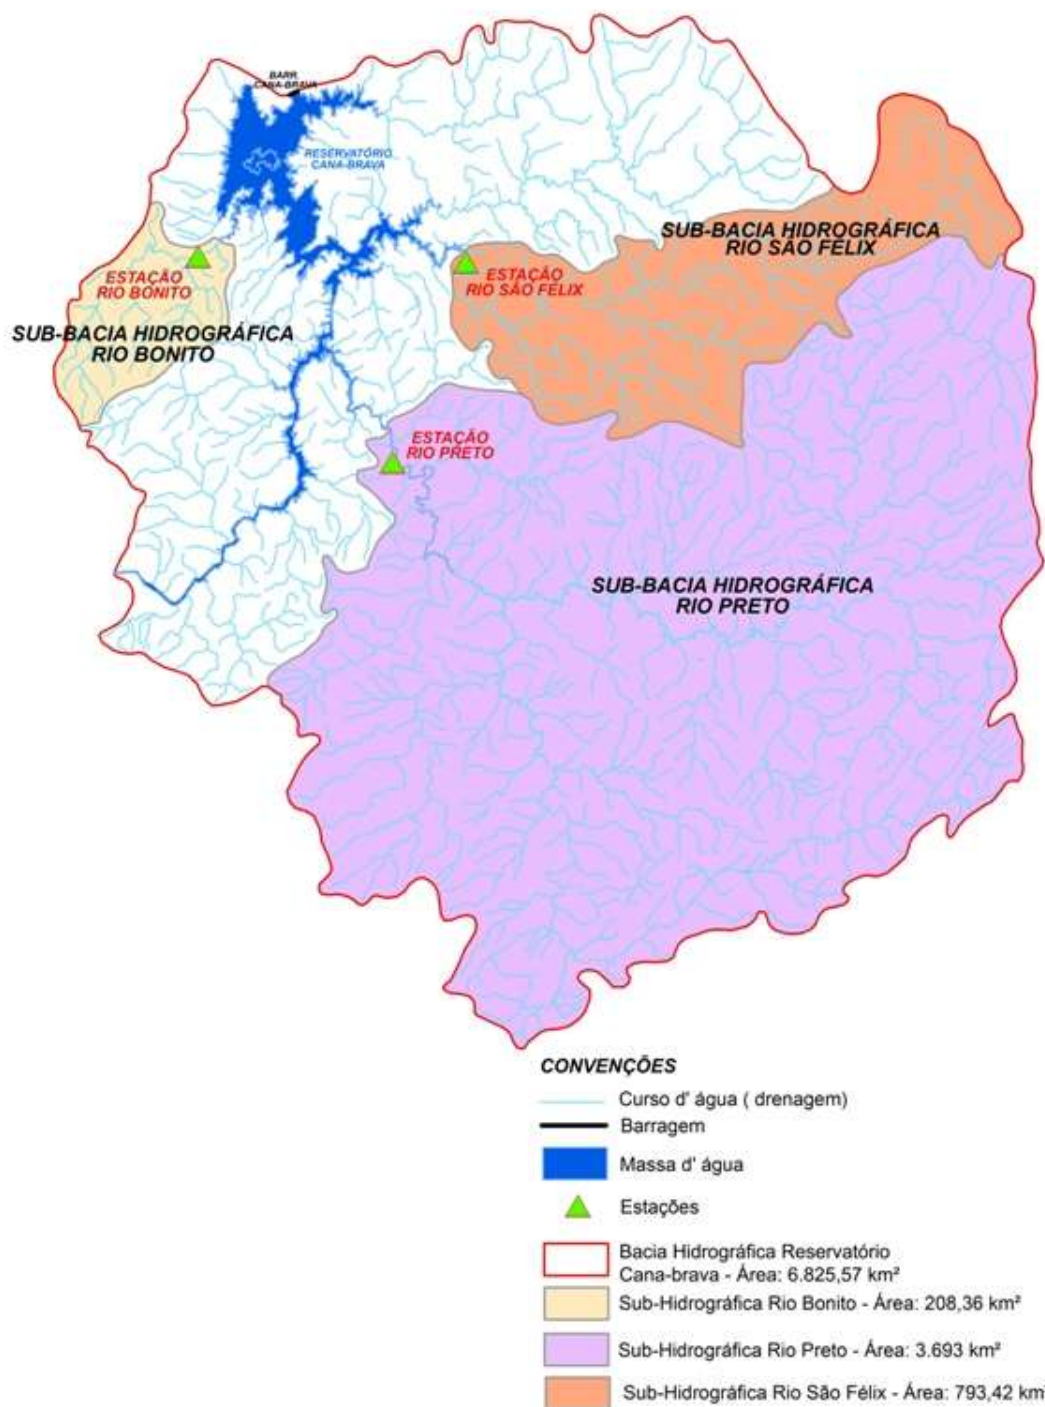 BARR.
CANA-BRAVA
RESERVATÓRIO
CANA-BRAVA
SUB-BACIA HIDROGRÁFICA
RIO SÃO FÉLIX
ESTAÇÃO
RIO BONITO
ESTAÇÃO
RIO SÃO FÉLIX
SUB-BACIA HIDROGRÁFICA
RIO BONITO
ESTAÇÃO
RIO PRETO
SUB-BACIA HIDROGRÁFICA
RIO PRETO
CONVENÇÕES
Curso d' água ( drenagem)
Barragem
Massa d' água
Estações
Bacia Hidrográfica Reservatório
Cana-brava - Área: 6.825,57 km²
Sub-Hidrográfica Rio Bonito - Área: 208,36 km²
Sub-Hidrográfica Rio Preto - Área: 3.693 km²
Sub-Hidrográfica Rio São Félix - Área: 793,42 km